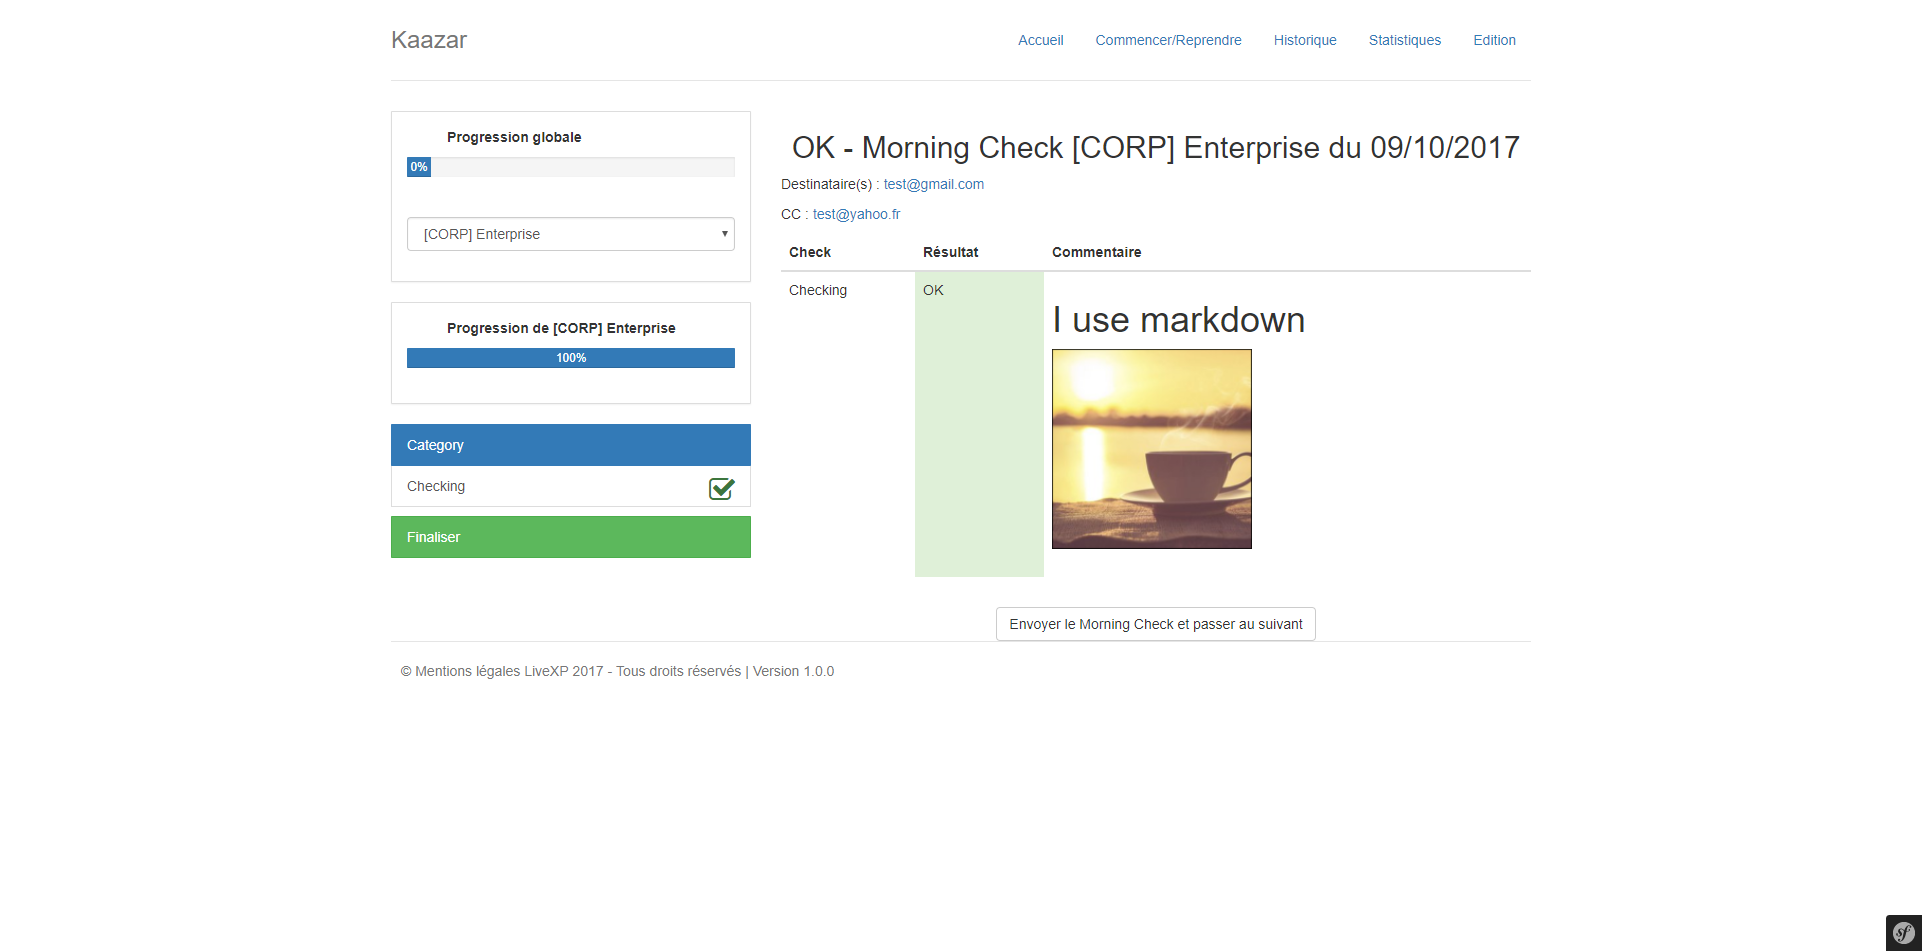 Kaazar
Accueil Commencer/Reprendre Historique Statistiques Edition
Progression globale
0%
[CORP] Enterprise
Progression de [CORP] Enterprise
100%
Category
Checking
Finaliser
OK - Morning Check [CORP] Enterprise du 09/10/2017
Destinataire(s) : test@gmail.com
CC : test@yahoo.fr
Check Résultat Commentaire
Checking OK
I use markdown
Envoyer le Morning Check et passer au suivant
© Mentions légales LiveXP 2017 - Tous droits réservés | Version 1.0.0
sf